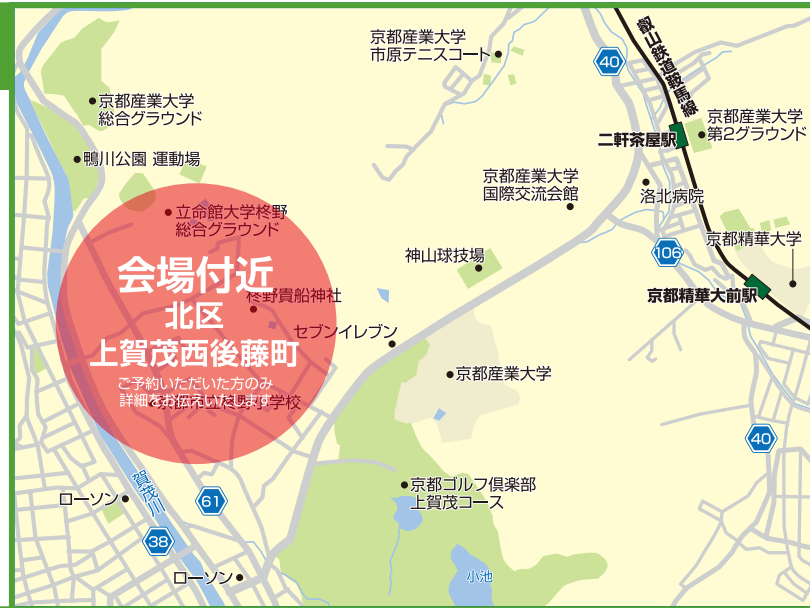 京都産業大学
市原テニスコート
40
叡山鉄道鞍馬線
京都産業大学
総合グラウンド
京都産業大学
第2グラウンド
二軒茶屋駅
鴨川公園 運動場
京都産業大学
国際交流会館
洛北病院
立命館大学柊野
総合グラウンド
京都精華大学
106
神山球技場
会場付近
柊野貴船神社
京都精華大前駅
北区
セブンイレブン
上賀茂西後藤町
京都産業大学
ご予約いただいた方のみ
詳細をお伝えいたします
京都市立柊野小学校
40
賀茂川
京都ゴルフ倶楽部
上賀茂コース
ローソン
61
38
ローソン
小池